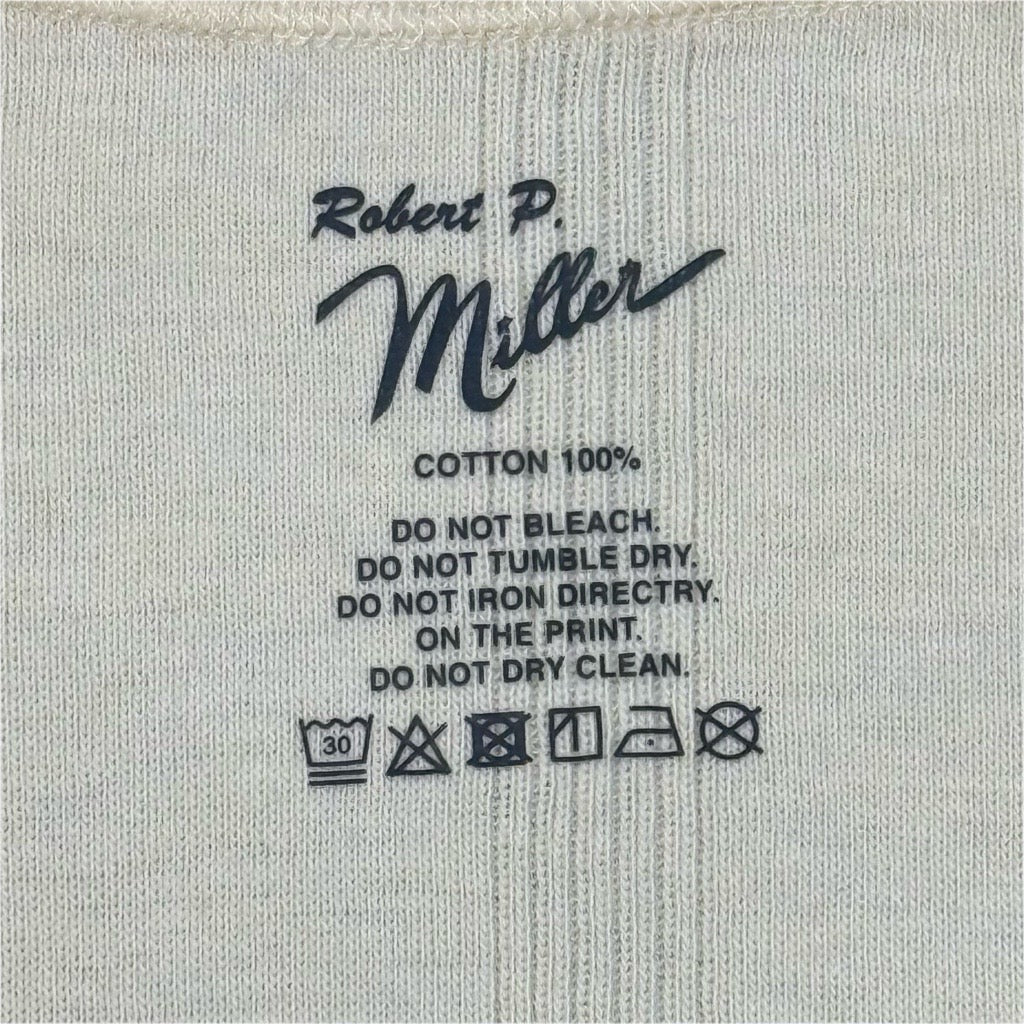 Robert P.
Miller
COTTON 100%
DO NOT BLEACH.
DO NOT TUMBLE DRY.
DO NOT IRON DIRECTRY.
ON THE PRINT.
DO NOT DRY CLEAN.
30